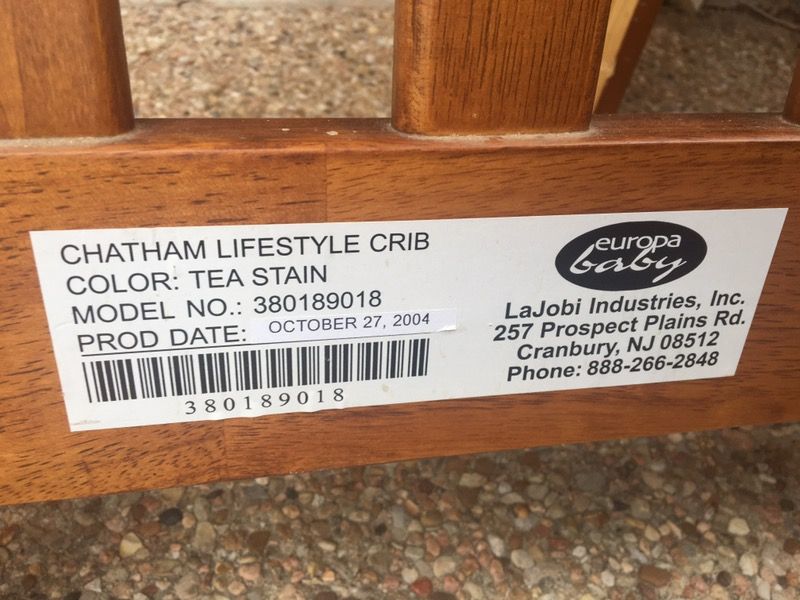 CHATHAM LIFESTYLE CRIB
COLOR: TEA STAIN
MODEL NO.: 380189018
PROD DATE: OCTOBER 27, 2004
380189018
europa
baby
LaJobi Industries, Inc.
257 Prospect Plains Rd.
Cranbury, NJ 08512
Phone: 888-266-2848